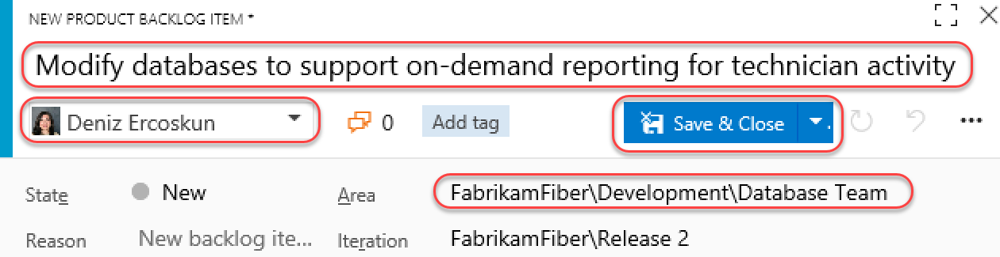 NEW PRODUCT BACKLOG ITEM *
Modify databases to support on-demand reporting for technician activity
Deniz Ercoskun 0 Add tag Save & Close
State New Area FabrikamFiber\Development\Database Team
Reason New backlog ite... Iteration FabrikamFiber\Release 2